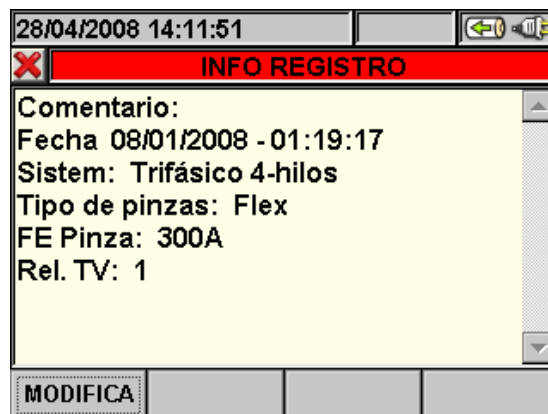 28/04/2008 14:11:51
INFO REGISTRO
Comentario:
Fecha 08/01/2008 - 01:19:17
Sistem: Trifásico 4-hilos
Tipo de pinzas: Flex
FE Pinza: 300A
Rel. TV: 1
MODIFICA